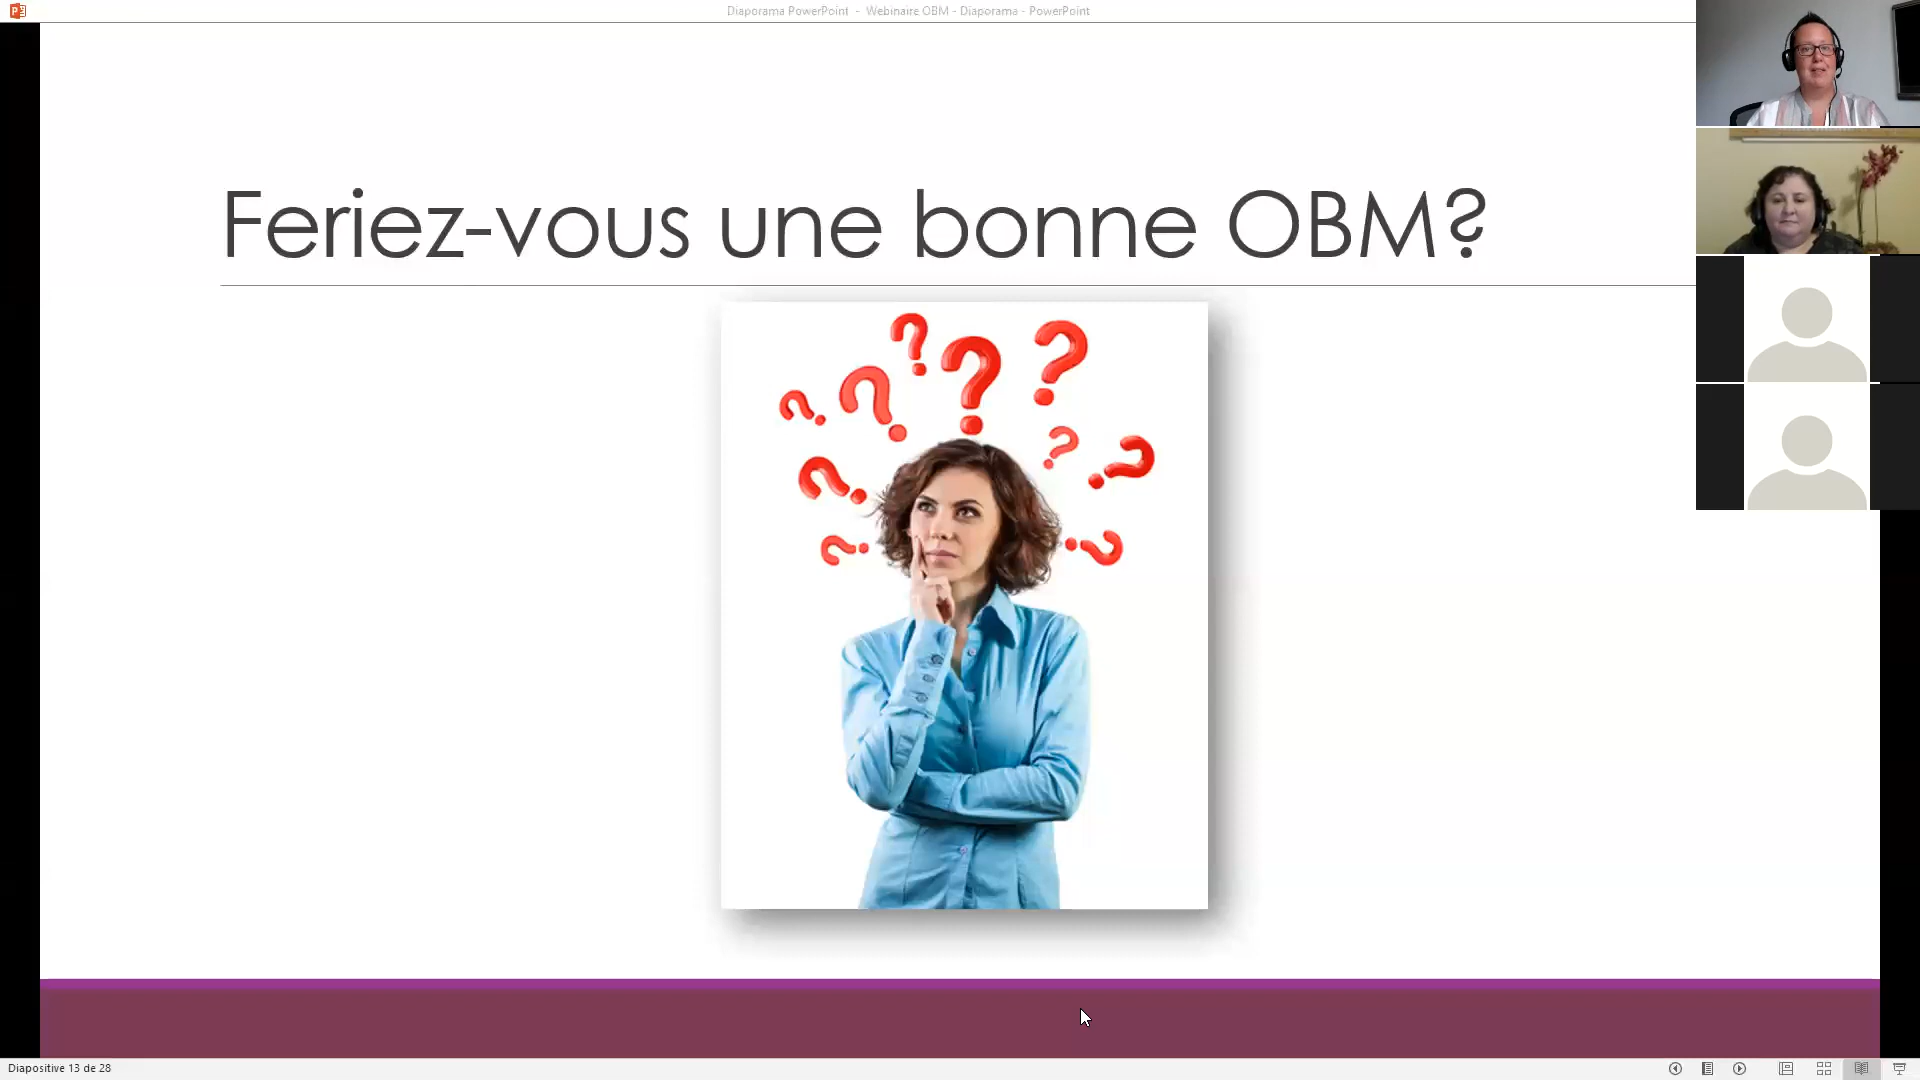 Diaporama PowerPoint - Webinaire OBM - Diaporama - PowerPoint
Feriez-vous une bonne OBM?
Diapositive 13 de 28